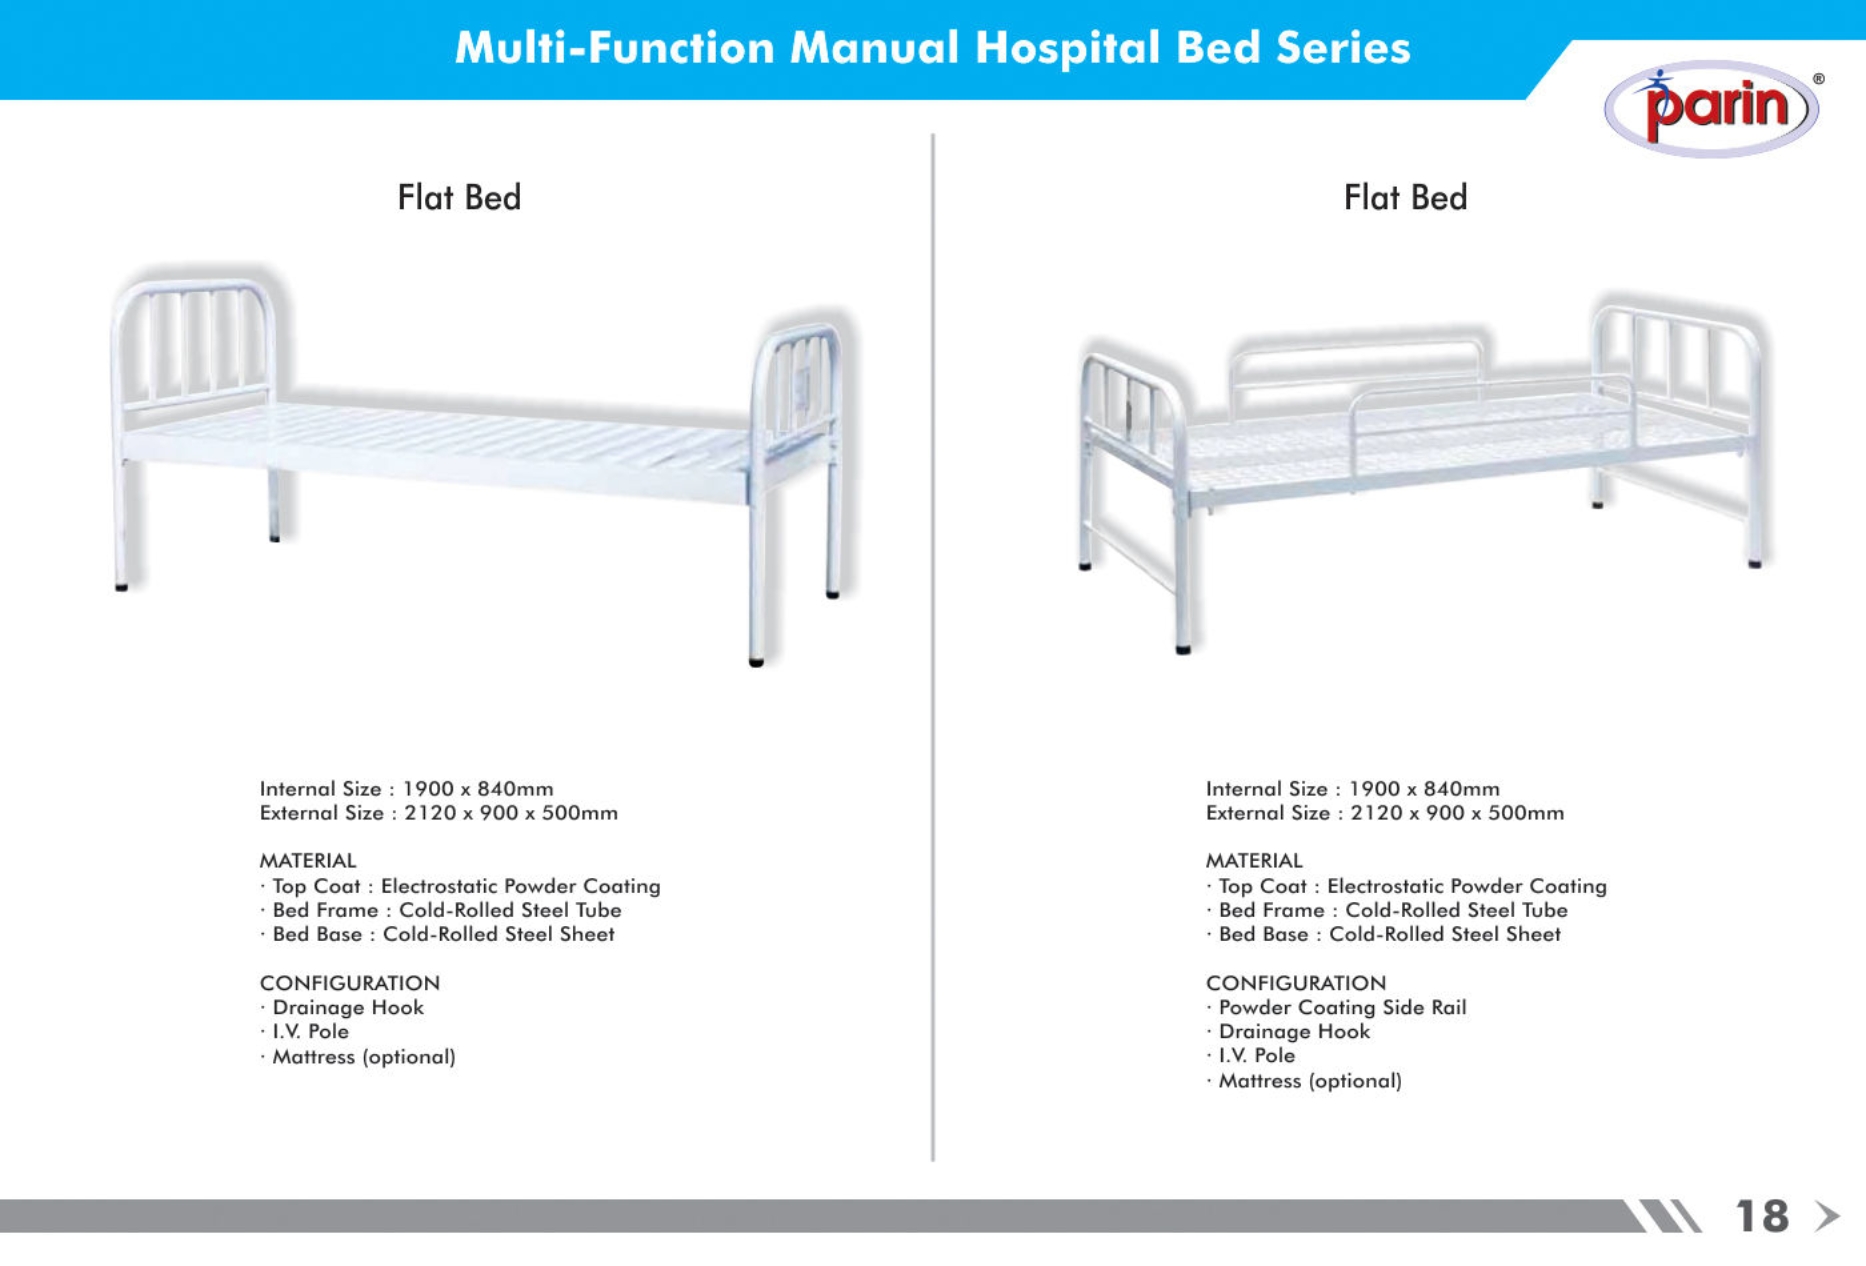 Multi-Function Manual Hospital Bed Series
parin®
Flat Bed
Internal Size : 1900 x 840mm
External Size : 2120 x 900 x 500mm
MATERIAL
· Top Coat : Electrostatic Powder Coating
· Bed Frame : Cold-Rolled Steel Tube
· Bed Base : Cold-Rolled Steel Sheet
CONFIGURATION
· Drainage Hook
· I.V. Pole
· Mattress (optional)
Flat Bed
Internal Size : 1900 x 840mm
External Size : 2120 x 900 x 500mm
MATERIAL
· Top Coat : Electrostatic Powder Coating
· Bed Frame : Cold-Rolled Steel Tube
· Bed Base : Cold-Rolled Steel Sheet
CONFIGURATION
· Powder Coating Side Rail
· Drainage Hook
· I.V. Pole
· Mattress (optional)
18